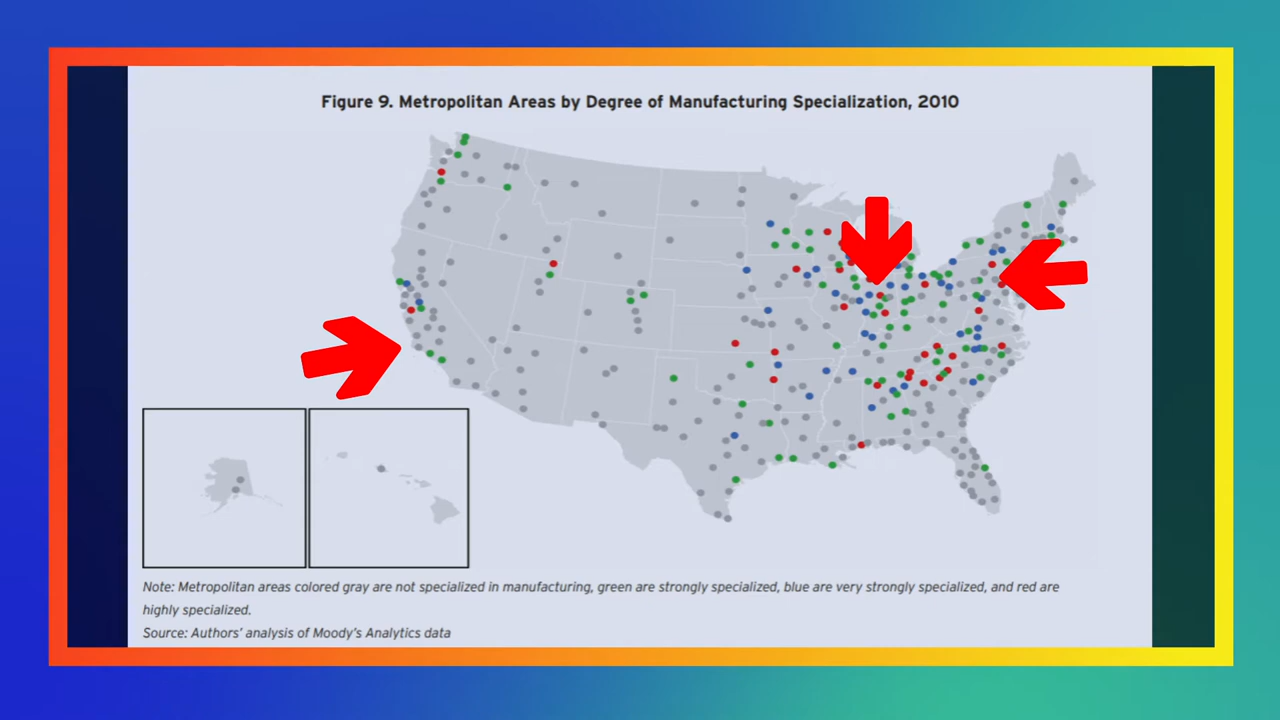 Figure 9. Metropolitan Areas by Degree of Manufacturing Specialization, 2010
Note: Metropolitan areas colored gray are not specialized in manufacturing, green are strongly specialized, blue are very strongly specialized, and red are
highly specialized.
Source: Authors' analysis of Moody's Analytics data